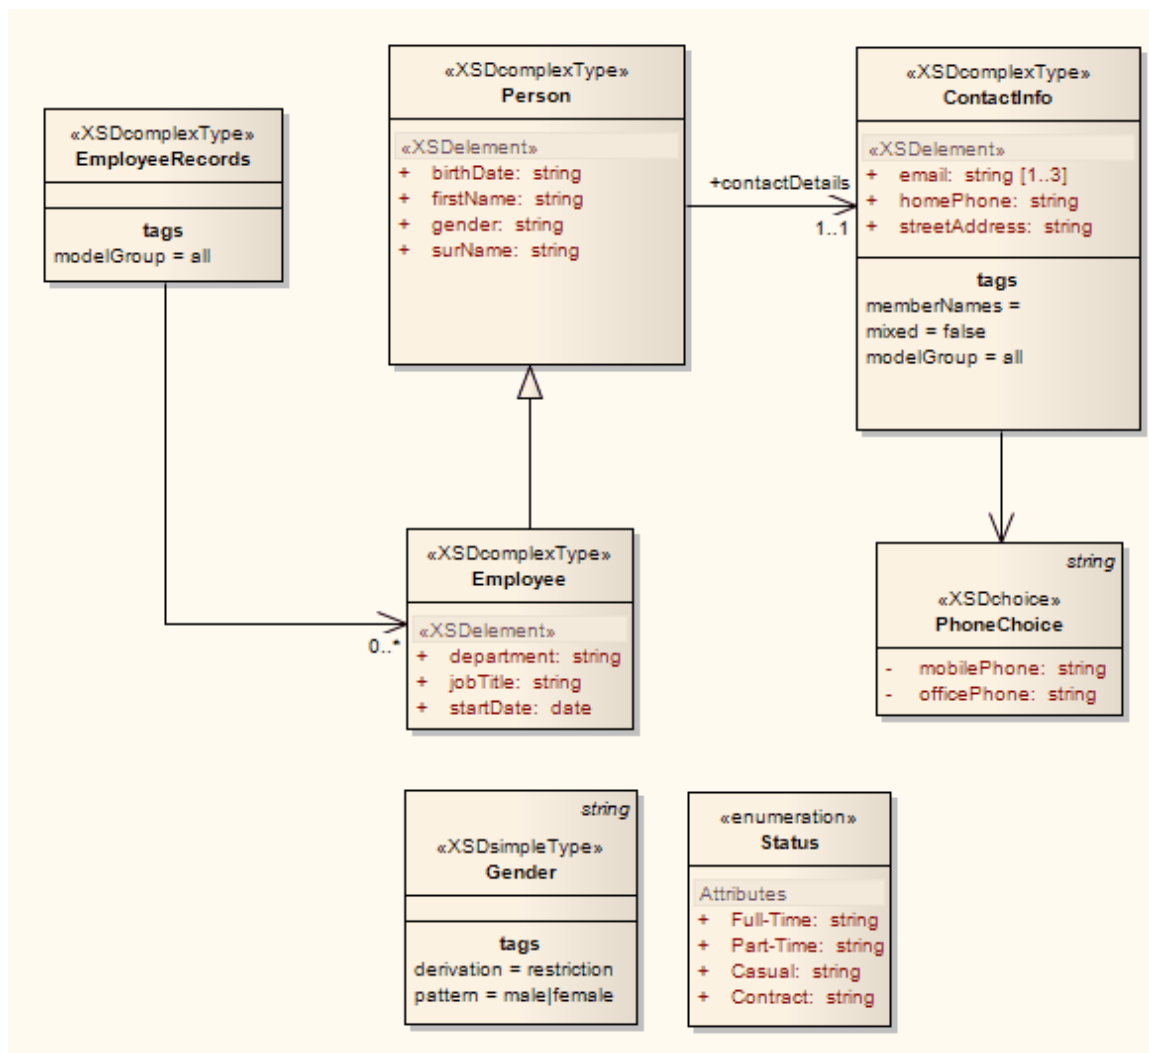 «XSDcomplexType»
EmployeeRecords
tags
modelGroup = all
«XSDcomplexType»
Person
«XSDelement»
+ birthDate: string
+ firstName: string
+ gender: string
+ surName: string
+contactDetails
1..1
«XSDcomplexType»
ContactInfo
«XSDelement»
+ email: string [1..3]
+ homePhone: string
+ streetAddress: string
tags
memberNames =
mixed = false
modelGroup = all
0..*
«XSDcomplexType»
Employee
«XSDelement»
+ department: string
+ jobTitle: string
+ startDate: date
string
«XSDchoice»
PhoneChoice
- mobilePhone: string
- officePhone: string
string
«XSDsimpleType»
Gender
tags
derivation = restriction
pattern = male|female
«enumeration»
Status
Attributes
+ Full-Time: string
+ Part-Time: string
+ Casual: string
+ Contract: string